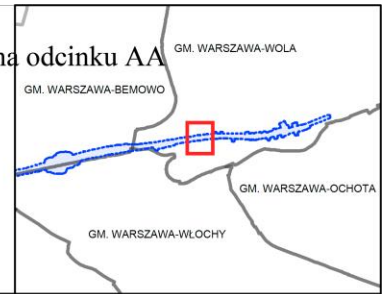 na odcinku AA
GM. WARSZAWA-WOLA
GM. WARSZAWA-BEMOWO
GM. WARSZAWA-OCHOTA
GM. WARSZAWA-WŁOCHY